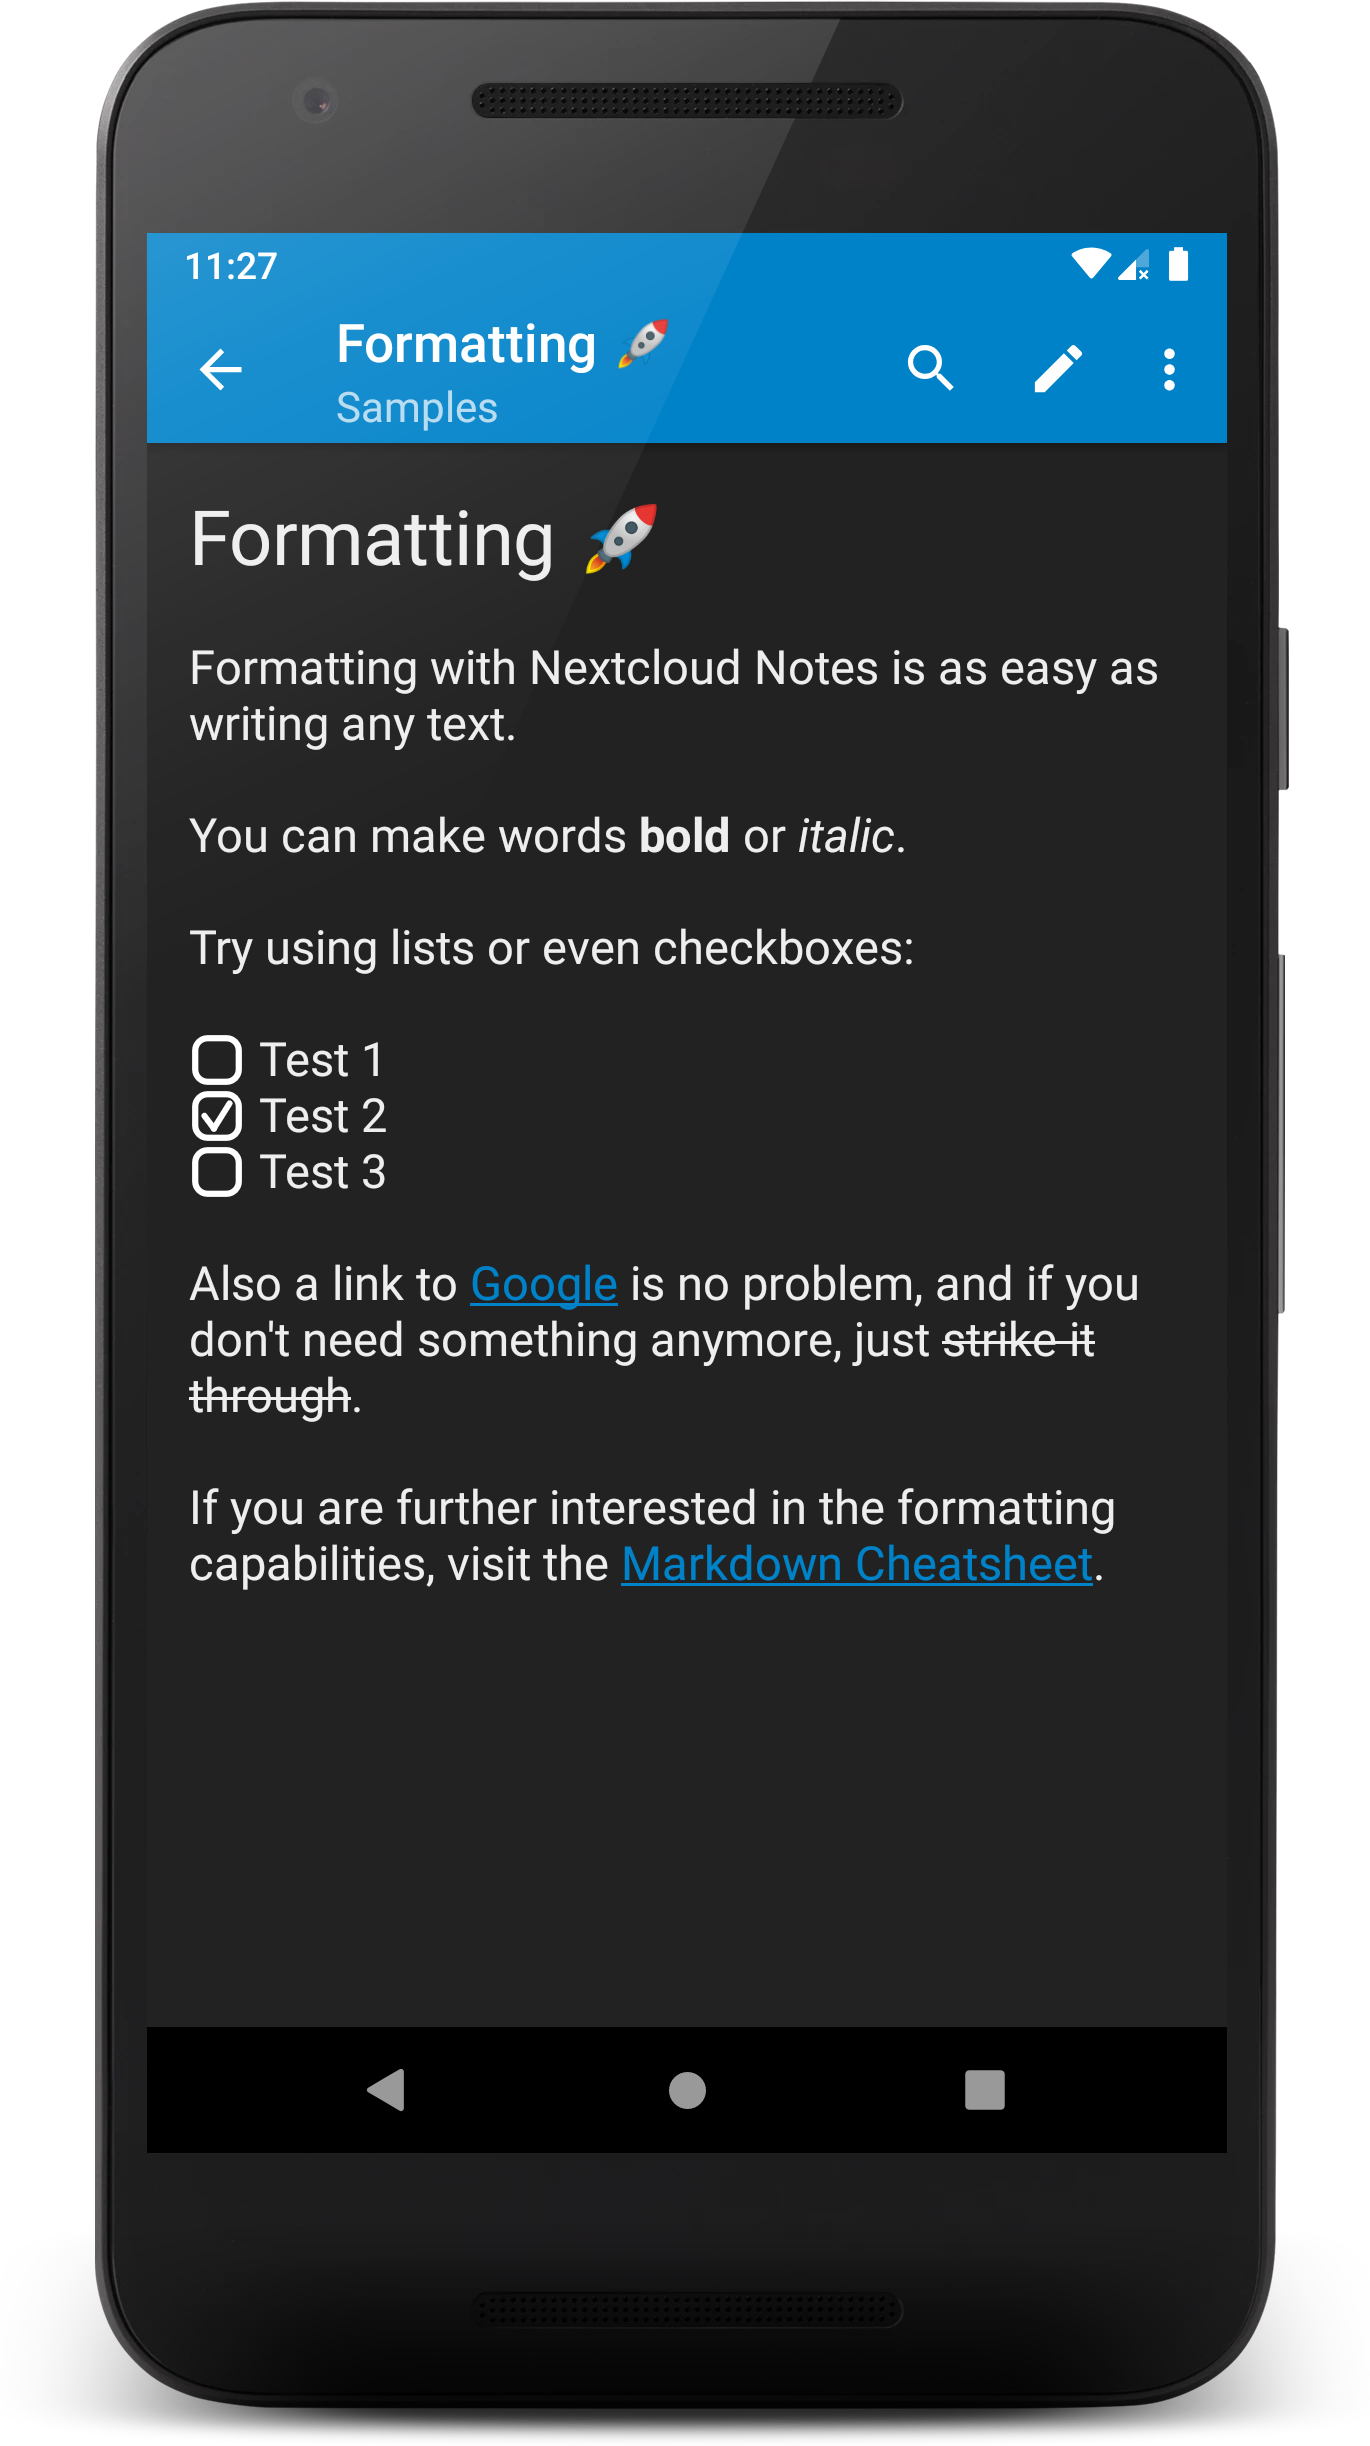 11:27
Formatting 🚀
Samples
Formatting 🚀
Formatting with Nextcloud Notes is as easy as
writing any text.
You can make words bold or italic.
Try using lists or even checkboxes:
Test 1
Test 2
Test 3
Also a link to Google is no problem, and if you
don't need something anymore, just strike it
through.
If you are further interested in the formatting
capabilities, visit the Markdown Cheatsheet.